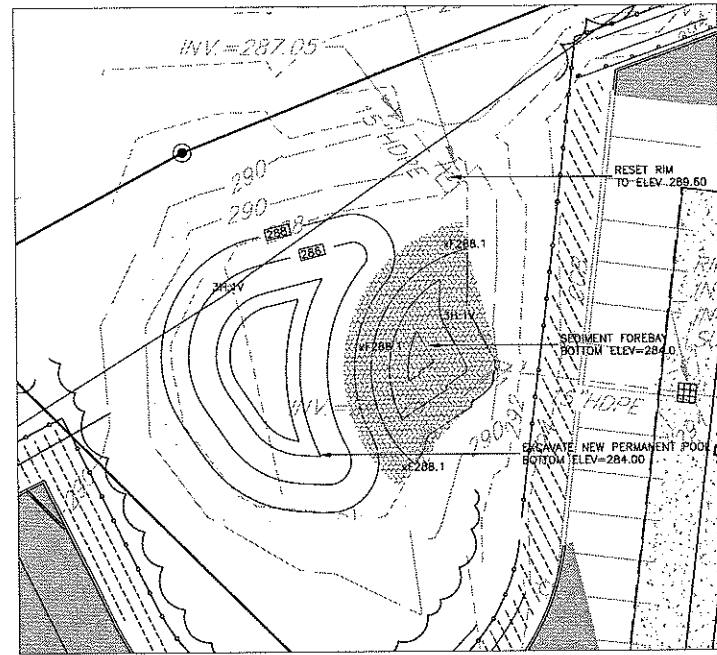 INV.=287.05
15" HDPE
290
290
RESET RIM
TO ELEV.289.60
288
286
xF288.1
3H:1V
3H:1V
xF288.1
SEDIMENT FOREBAY
BOTTOM ELEV=284.0
INV.=
15" HDPE
290
EXCAVATE NEW PERMANENT POOL
BOTTOM ELEV=284.00
xF288.1